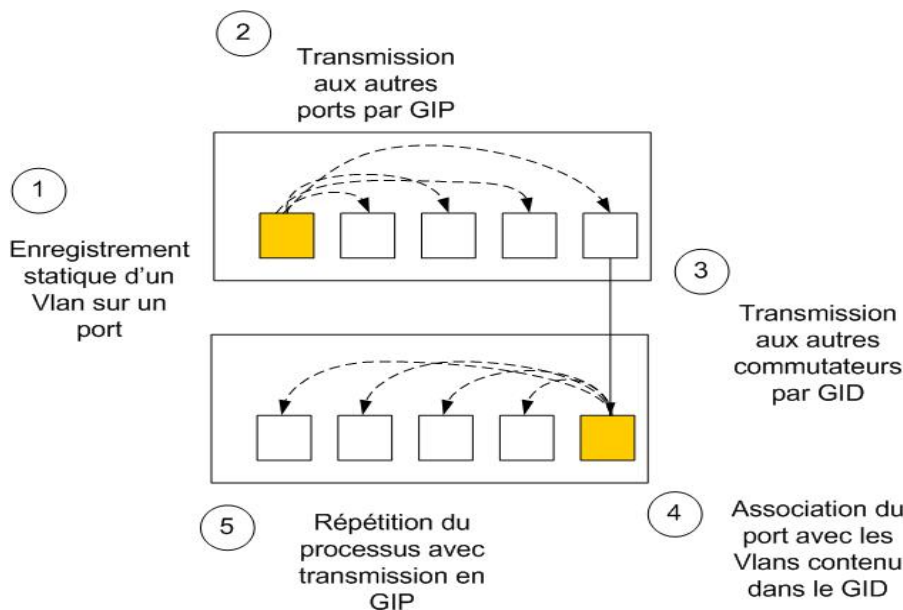 2
Transmission
aux autres
ports par GIP
1
Enregistrement
statique d'un
Vlan sur un
port
3
Transmission
aux autres
commutateurs
par GID
4
Association du
port avec les
Vlans contenu
dans le GID
5
Répétition du
processus avec
transmission en
GIP